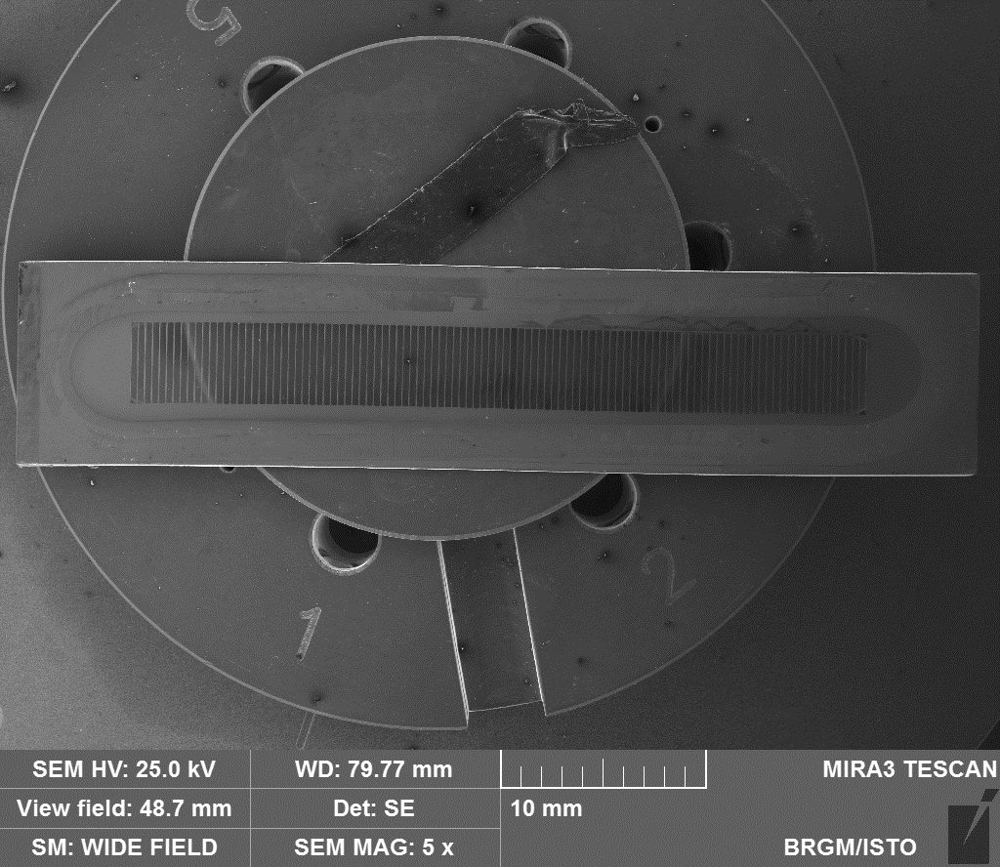 5
1
2
SEM HV: 25.0 kV
WD: 79.77 mm
MIRA3 TESCAN
View field: 48.7 mm
Det: SE
10 mm
SM: WIDE FIELD
SEM MAG: 5 x
BRGM/ISTO